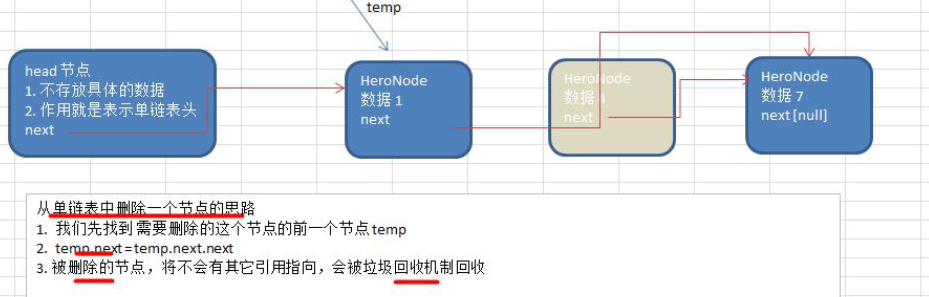 temp
head 节点
1. 不存放具体的数据
2. 作用就是表示单链表头
next
HeroNode
数据 1
next
HeroNode
数据 4
next
HeroNode
数据 7
next [null]
从单链表中删除一个节点的思路
1. 我们先找到 需要删除的这个节点的前一个节点 temp
2. temp.next=temp.next.next
3. 被删除的节点，将不会有其它引用指向，会被垃圾回收机制回收